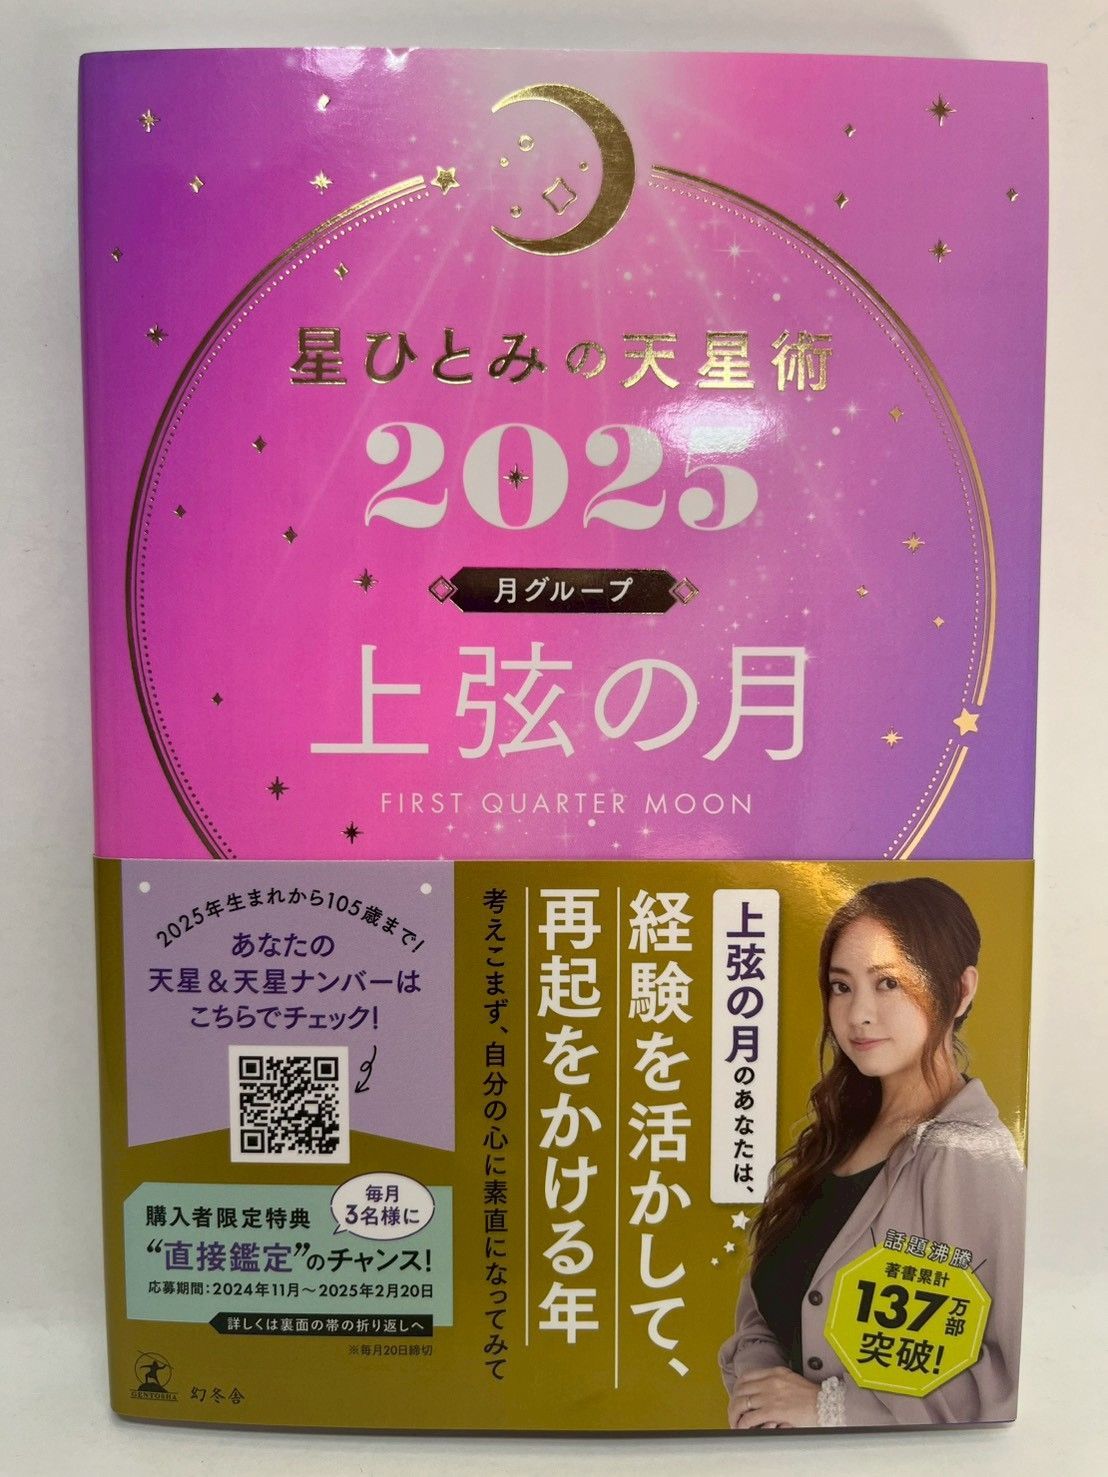 星ひとみの天星術
2025
月グループ
上弦の月
FIRST QUARTER MOON
上弦の月のあなたは、
経験を活かして、
再起をかける年
考えこまず、自分の心に素直になってみて
2025年生まれから105歳まで!
あなたの
天星&天星ナンバーは
こちらでチェック!
購入者限定特典
毎月
3名様に
“直接鑑定”のチャンス!
応募期間:2024年11月～2025年2月20日
詳しくは裏面の帯の折り返しへ
※毎月20日締切
GENTOSHA
幻冬舎
話題沸騰
著書累計
137万部
突破!